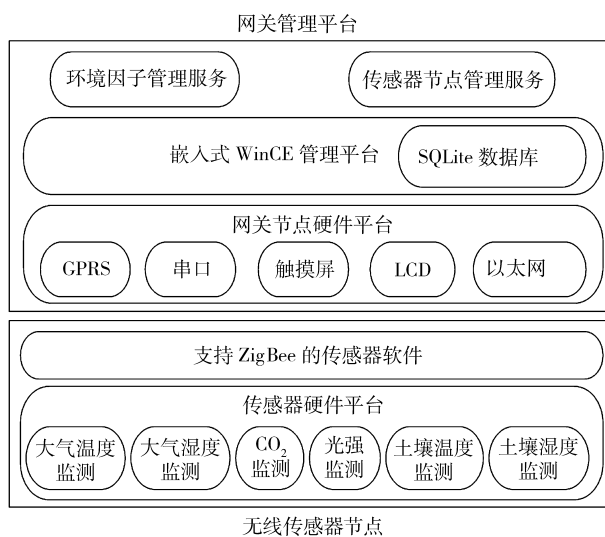 网关管理平台
环境因子管理服务 传感器节点管理服务
嵌入式 WinCE 管理平台 SQLite 数据库
网关节点硬件平台
GPRS 串口 触摸屏 LCD 以太网
支持 ZigBee 的传感器软件
传感器硬件平台
大气温度 大气湿度 CO₂ 光强 土壤温度 土壤湿度
监测 监测 监测 监测 监测 监测
无线传感器节点